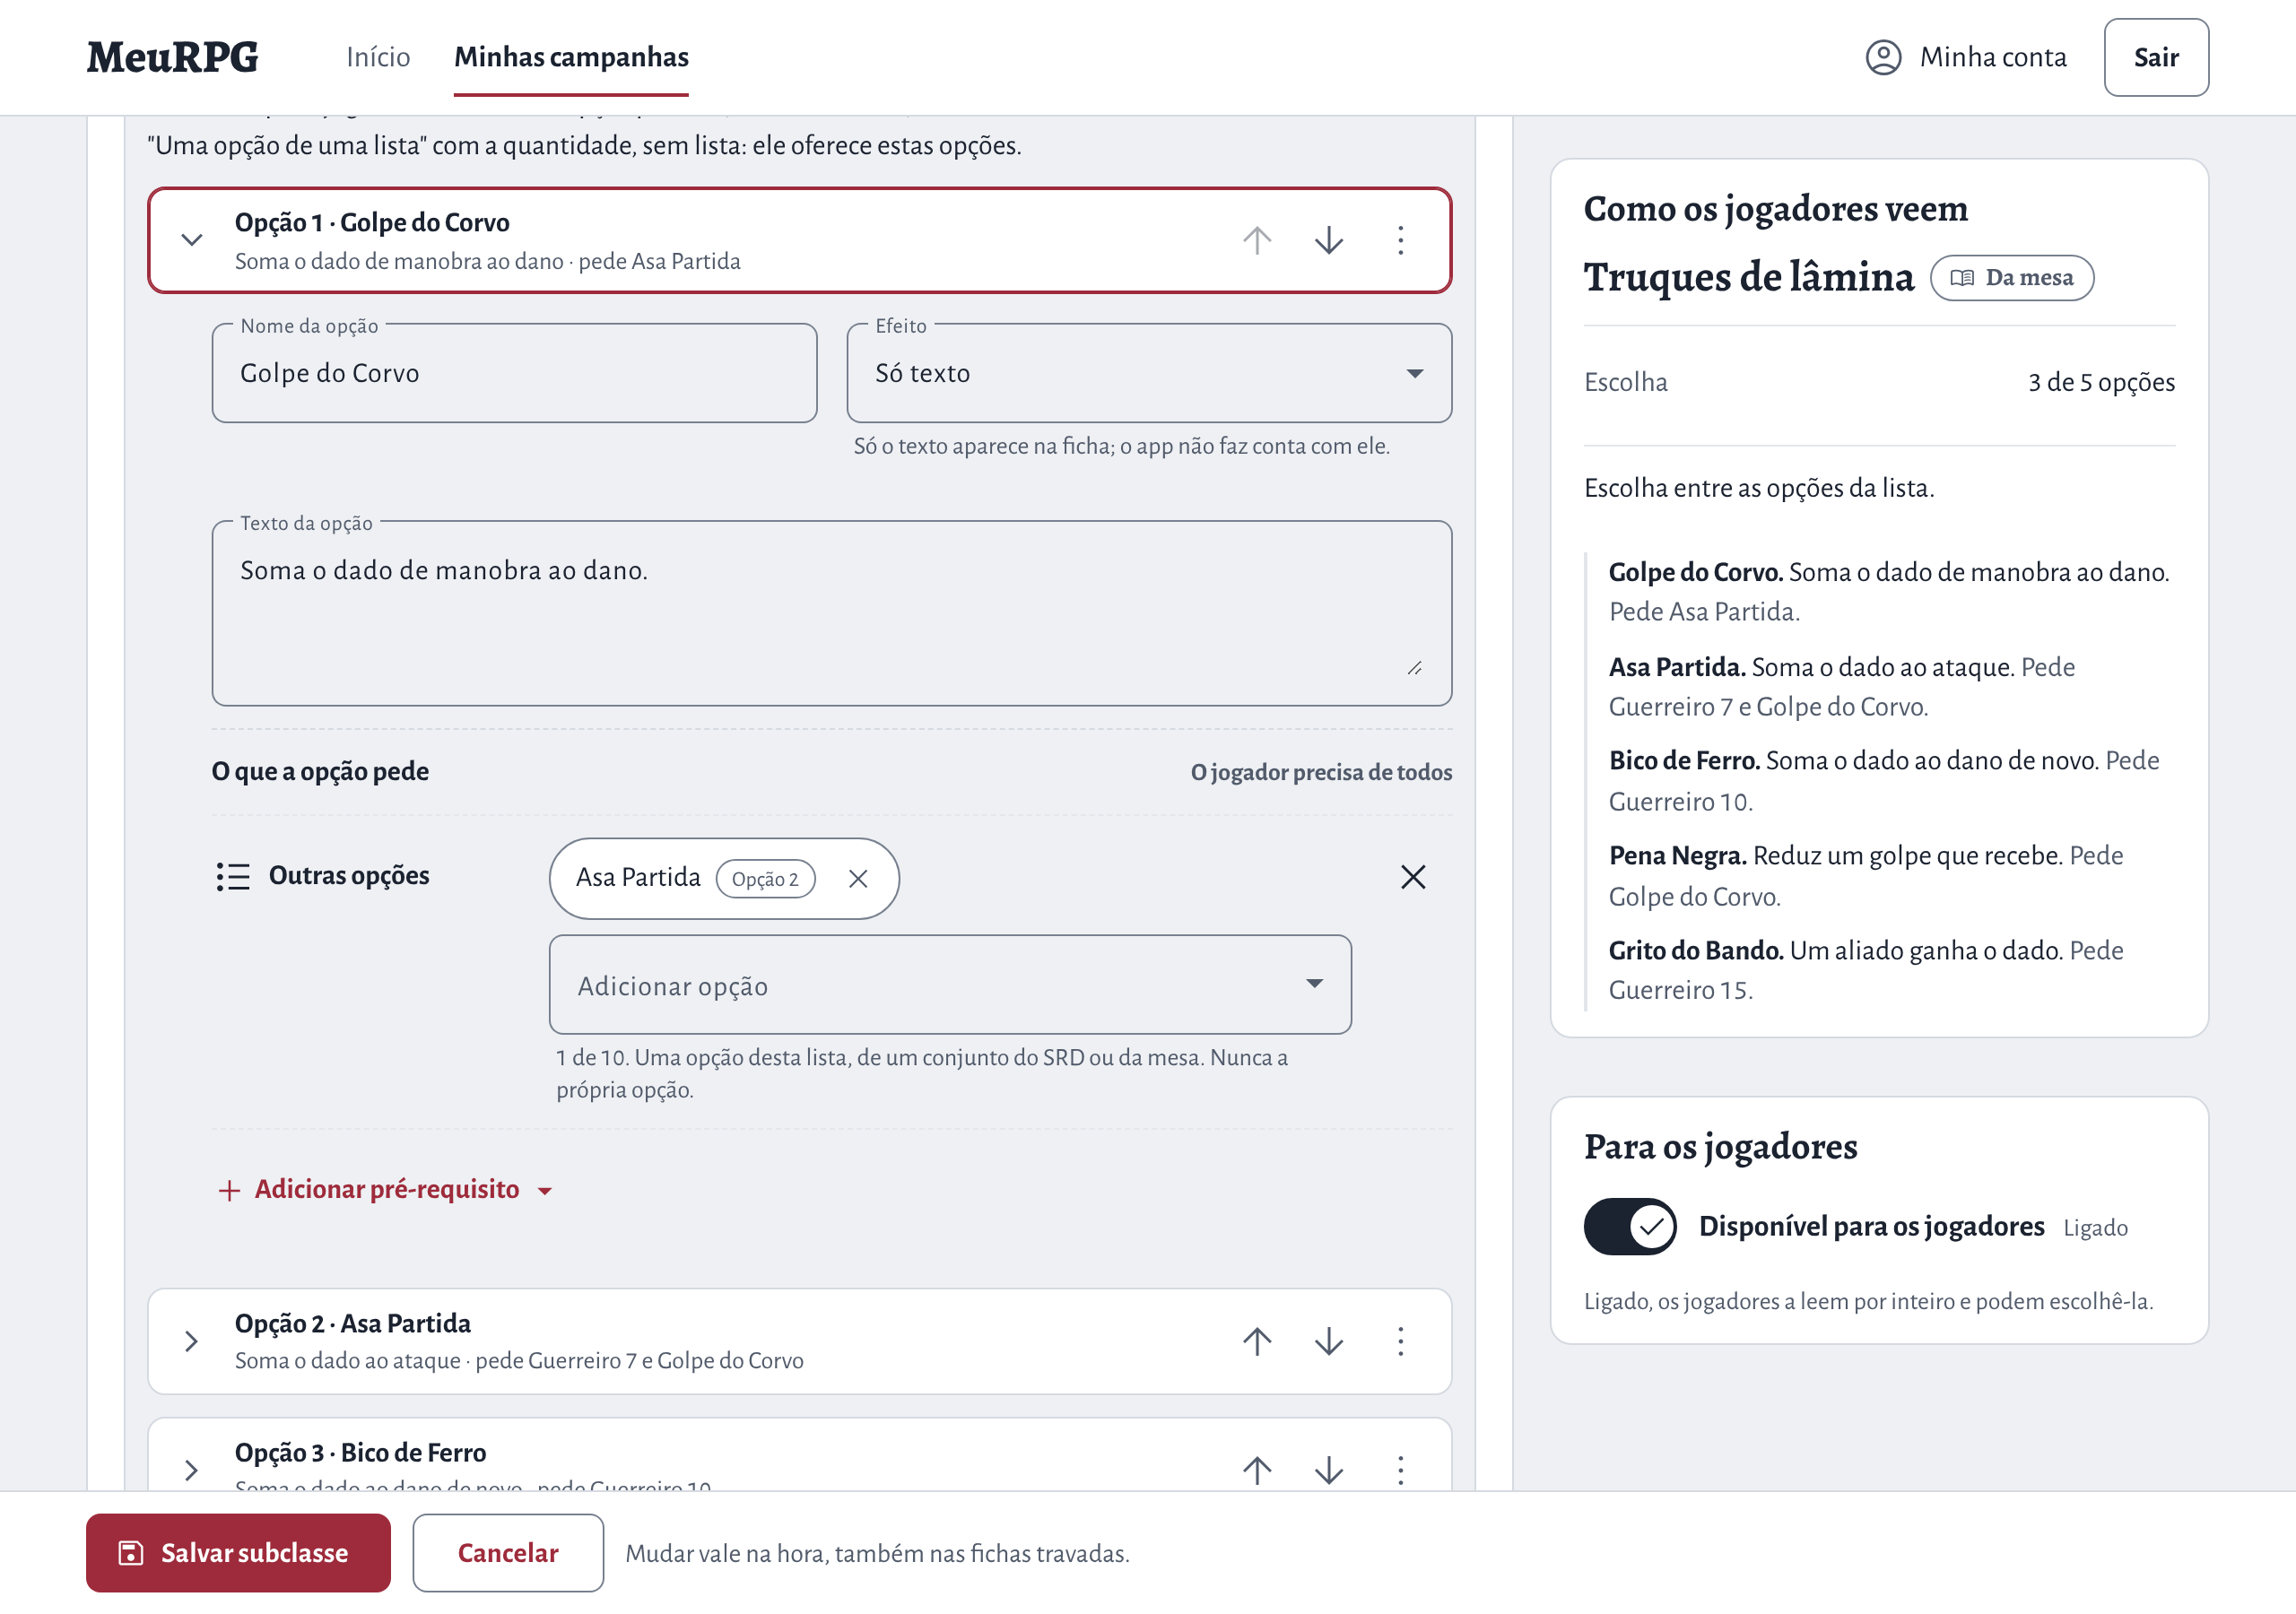 MeuRPG
Início
Minhas campanhas
Minha conta
Sair
"Uma opção de uma lista" com a quantidade, sem lista: ele oferece estas opções.
Opção 1 · Golpe do Corvo
Soma o dado de manobra ao dano · pede Asa Partida
Nome da opção
Golpe do Corvo
Efeito
Só texto
Só o texto aparece na ficha; o app não faz conta com ele.
Texto da opção
Soma o dado de manobra ao dano.
O que a opção pede
O jogador precisa de todos
Outras opções
Asa Partida
Opção 2
Adicionar opção
1 de 10. Uma opção desta lista, de um conjunto do SRD ou da mesa. Nunca a
própria opção.
Adicionar pré-requisito
Opção 2 · Asa Partida
Soma o dado ao ataque · pede Guerreiro 7 e Golpe do Corvo
Opção 3 · Bico de Ferro
Soma o dado ao dano de novo · pede Guerreiro 10
Como os jogadores veem
Truques de lâmina
Da mesa
Escolha
3 de 5 opções
Escolha entre as opções da lista.
Golpe do Corvo. Soma o dado de manobra ao dano.
Pede Asa Partida.
Asa Partida. Soma o dado ao ataque. Pede
Guerreiro 7 e Golpe do Corvo.
Bico de Ferro. Soma o dado ao dano de novo. Pede
Guerreiro 10.
Pena Negra. Reduz um golpe que recebe. Pede
Golpe do Corvo.
Grito do Bando. Um aliado ganha o dado. Pede
Guerreiro 15.
Para os jogadores
Disponível para os jogadores
Ligado
Ligado, os jogadores a leem por inteiro e podem escolhê-la.
Salvar subclasse
Cancelar
Mudar vale na hora, também nas fichas travadas.